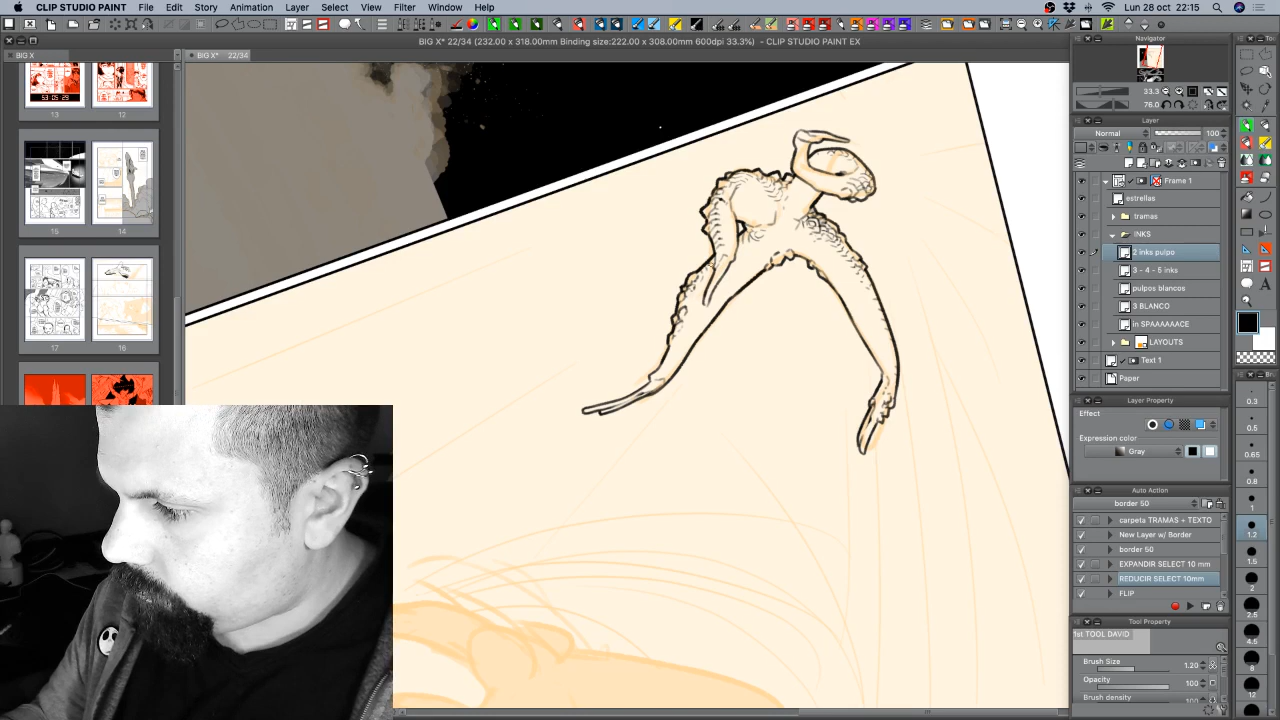 CLIP STUDIO PAINT File Edit Story Animation Layer Select View Filter Window Help Lun 28 oct 22:15
BIG X* 22/34 (232.00 x 318.00mm Binding size:222.00 x 308.00mm 600dpi 33.3%) - CLIP STUDIO PAINT EX
BIG X
BIG X* 22/34
13 12
15 14
17 16
Navigator
33.3
76.0
Layer
Normal 100
Frame 1
estrellas
tramas
INKS
2 inks pulpo
3 - 4 - 5 inks
pulpos blancos
3 BLANCO
in SPAAAAAACE
LAYOUTS
Text 1
Paper
Layer Property
Effect
Expression color
Gray
Auto Action
border 50
carpeta TRAMAS + TEXTO
New Layer w/ Border
border 50
EXPANDIR SELECT 10 mm
REDUCIR SELECT 10mm
FLIP
Tool Property
1st TOOL DAVID
Brush Size 1.20
Opacity 100
Brush density
To
Br
0.3
0.5
0.65
0.8
1
1.2
1.5
2
2.5
4.5
8
12